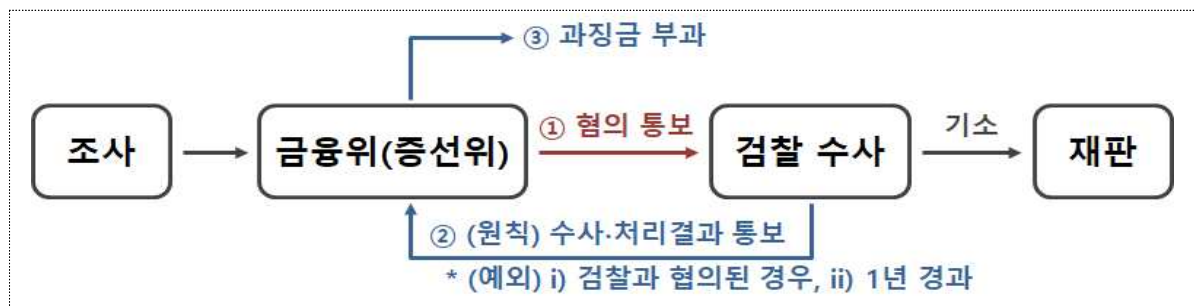 ③ 과징금 부과
조사
금융위(증선위)
① 혐의 통보
검찰 수사
기소
재판
② (원칙) 수사·처리결과 통보
* (예외) i) 검찰과 협의된 경우, ii) 1년 경과